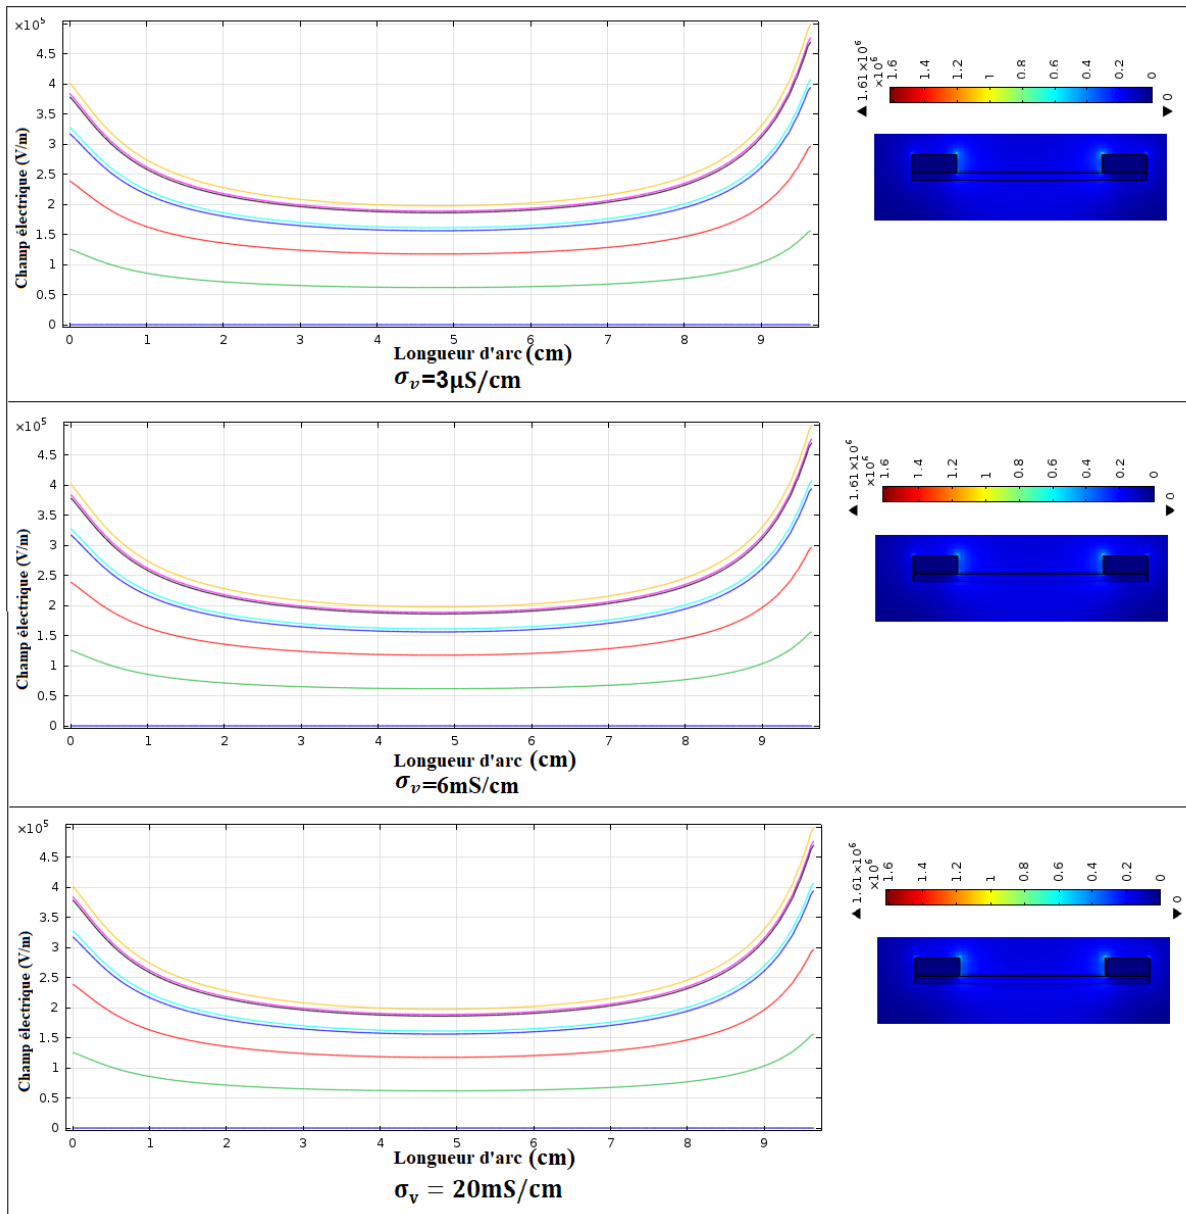 ×10⁵
4.5
4
3.5
3
2.5
2
1.5
1
0.5
0
Champ électrique (V/m)
0 1 2 3 4 5 6 7 8 9
Longueur d'arc (cm)
σᵥ=3µS/cm
▲ 1.61×10⁶
×10⁶
1.6 1.4 1.2 1 0.8 0.6 0.4 0.2 0
▼ 0
×10⁵
4.5
4
3.5
3
2.5
2
1.5
1
0.5
0
Champ électrique (V/m)
0 1 2 3 4 5 6 7 8 9
Longueur d'arc (cm)
σᵥ=6mS/cm
▲ 1.61×10⁶
×10⁶
1.6 1.4 1.2 1 0.8 0.6 0.4 0.2 0
▼ 0
×10⁵
4.5
4
3.5
3
2.5
2
1.5
1
0.5
0
Champ électrique (V/m)
0 1 2 3 4 5 6 7 8 9
Longueur d'arc (cm)
σᵥ = 20mS/cm
▲ 1.61×10⁶
×10⁶
1.6 1.4 1.2 1 0.8 0.6 0.4 0.2 0
▼ 0